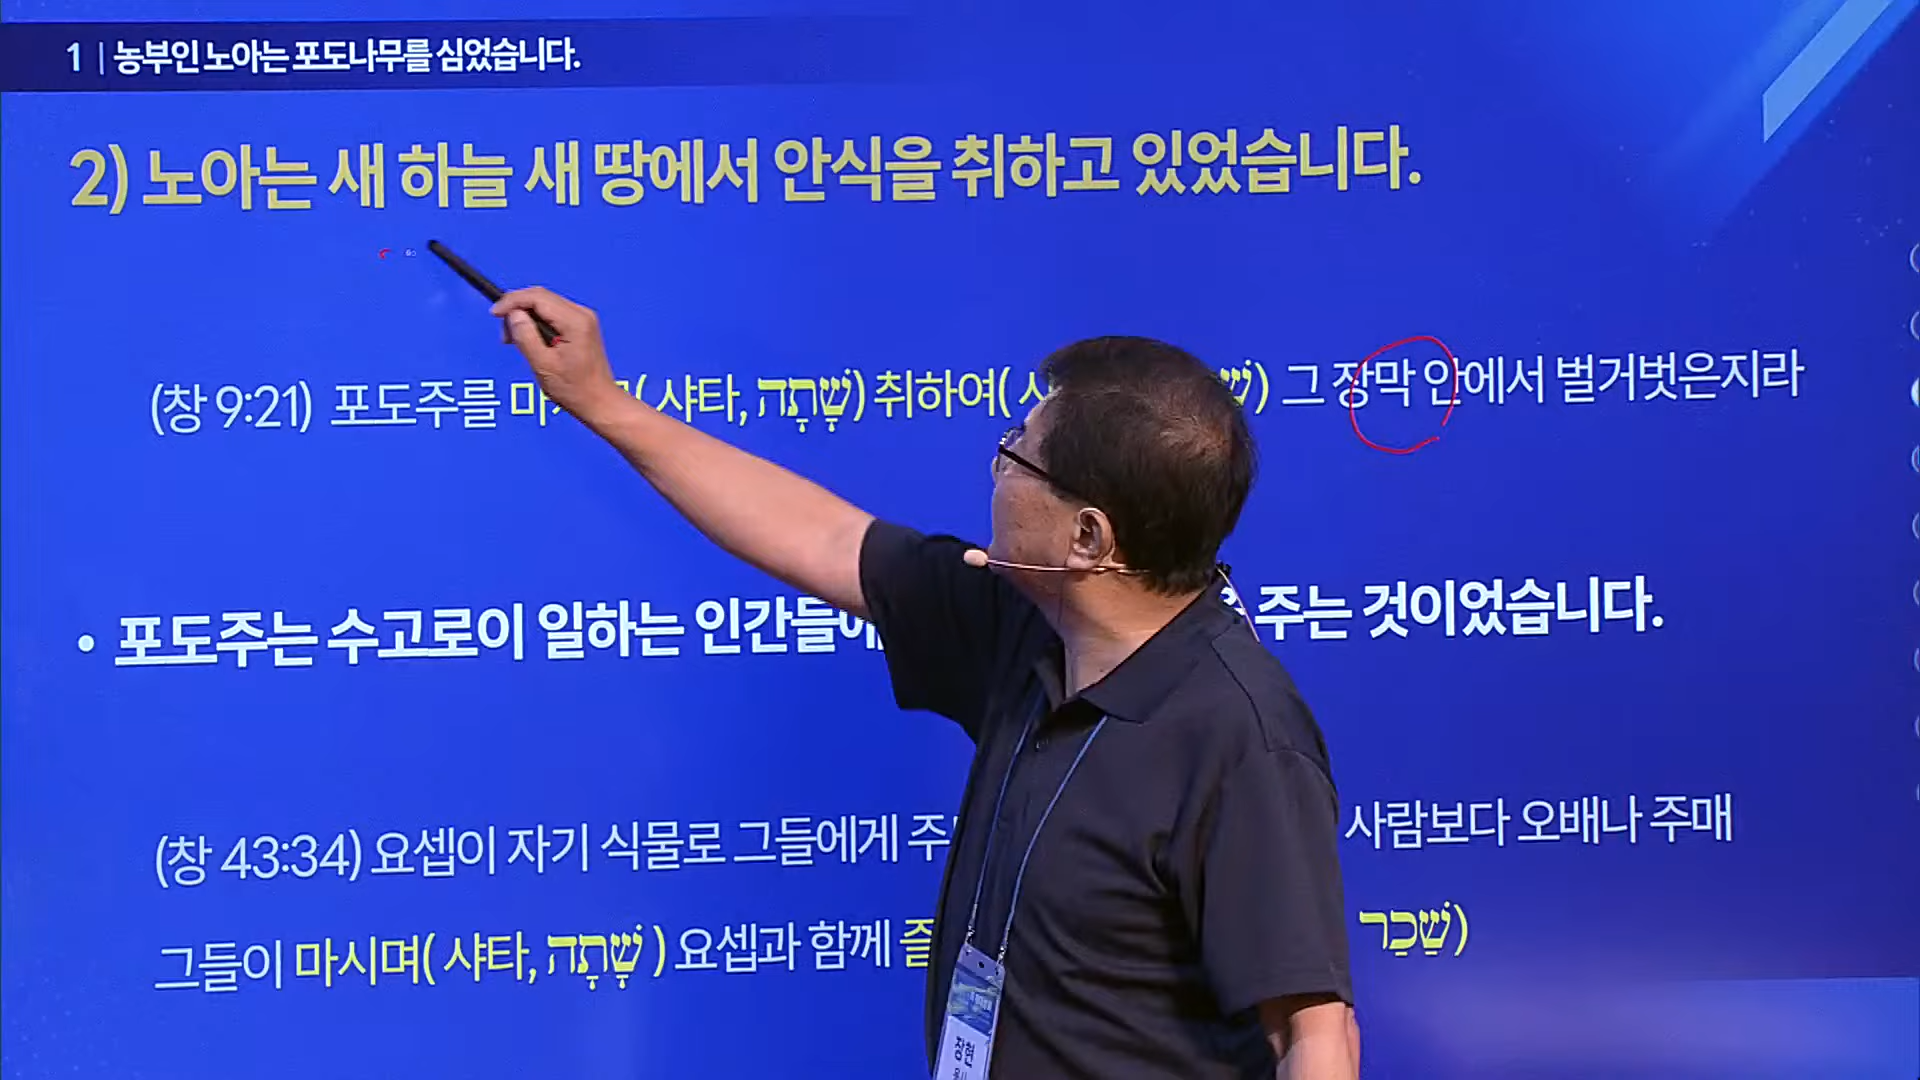 1 | 농부인 노아는 포도나무를 심었습니다.
2) 노아는 새 하늘 새 땅에서 안식을 취하고 있었습니다.
(창 9:21) 포도주를 (샤타, שָׁתָה) 취하여( 그 장막 안에서 벌거벗은지라
• 포도주는 수고로이 일하는 인간들에 주는 것이었습니다.
(창 43:34) 요셉이 자기 식물로 그들에게 사람보다 오배나 주매
그들이 마시며( 샤타, שָׁתָה ) 요셉과 함께 שָׁכַר)